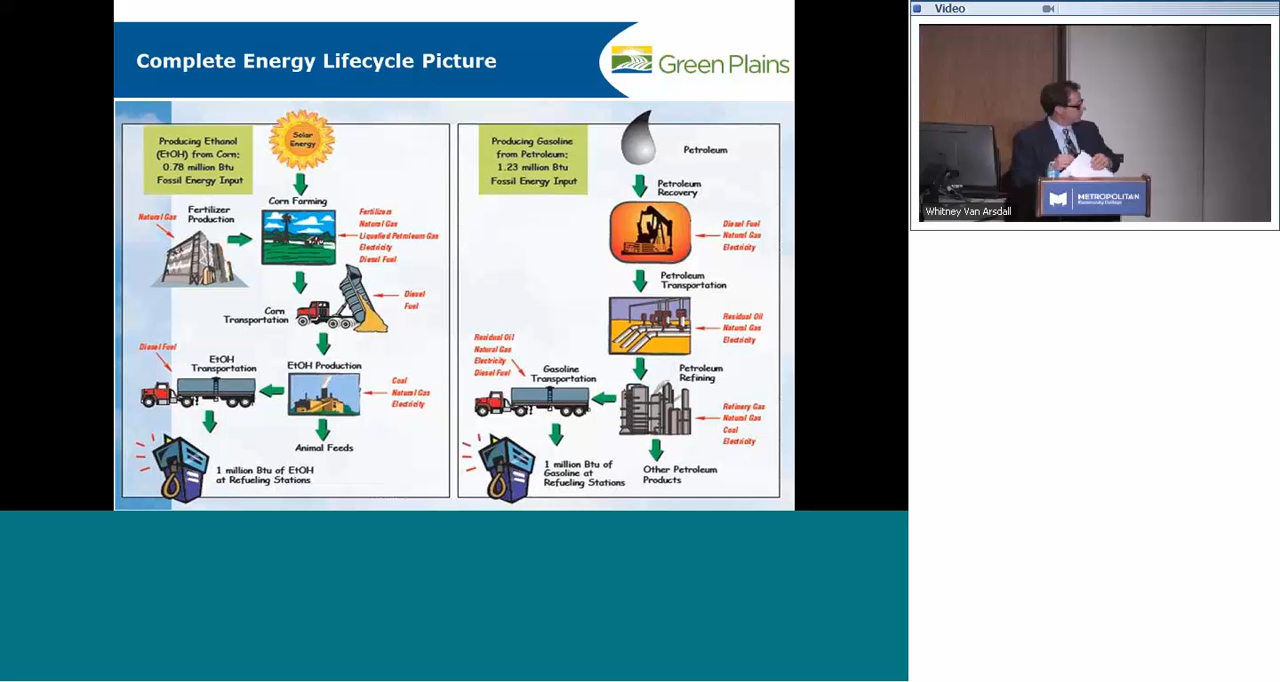 Complete Energy Lifecycle Picture
Green Plains
Producing Ethanol
(EtOH) from Corn:
0.78 million Btu
Fossil Energy Input
Solar
Energy
Corn Farming
Natural Gas
Fertilizer
Production
Fertilizers
Natural Gas
Liquefied Petroleum Gas
Electricity
Diesel Fuel
Corn
Transportation
Diesel
Fuel
Diesel Fuel
EtOH
Transportation
EtOH Production
Coal
Natural Gas
Electricity
Animal Feeds
1 million Btu of EtOH
at Refueling Stations
Producing Gasoline
from Petroleum:
1.23 million Btu
Fossil Energy Input
Petroleum
Petroleum
Recovery
Diesel Fuel
Natural Gas
Electricity
Petroleum
Transportation
Residual Oil
Natural Gas
Electricity
Residual Oil
Natural Gas
Electricity
Diesel Fuel
Gasoline
Transportation
Petroleum
Refining
Refinery Gas
Natural Gas
Coal
Electricity
1 million Btu of
Gasoline at
Refueling Stations
Other Petroleum
Products
Video
METROPOLITAN
Community College
Whitney Van Arsdall